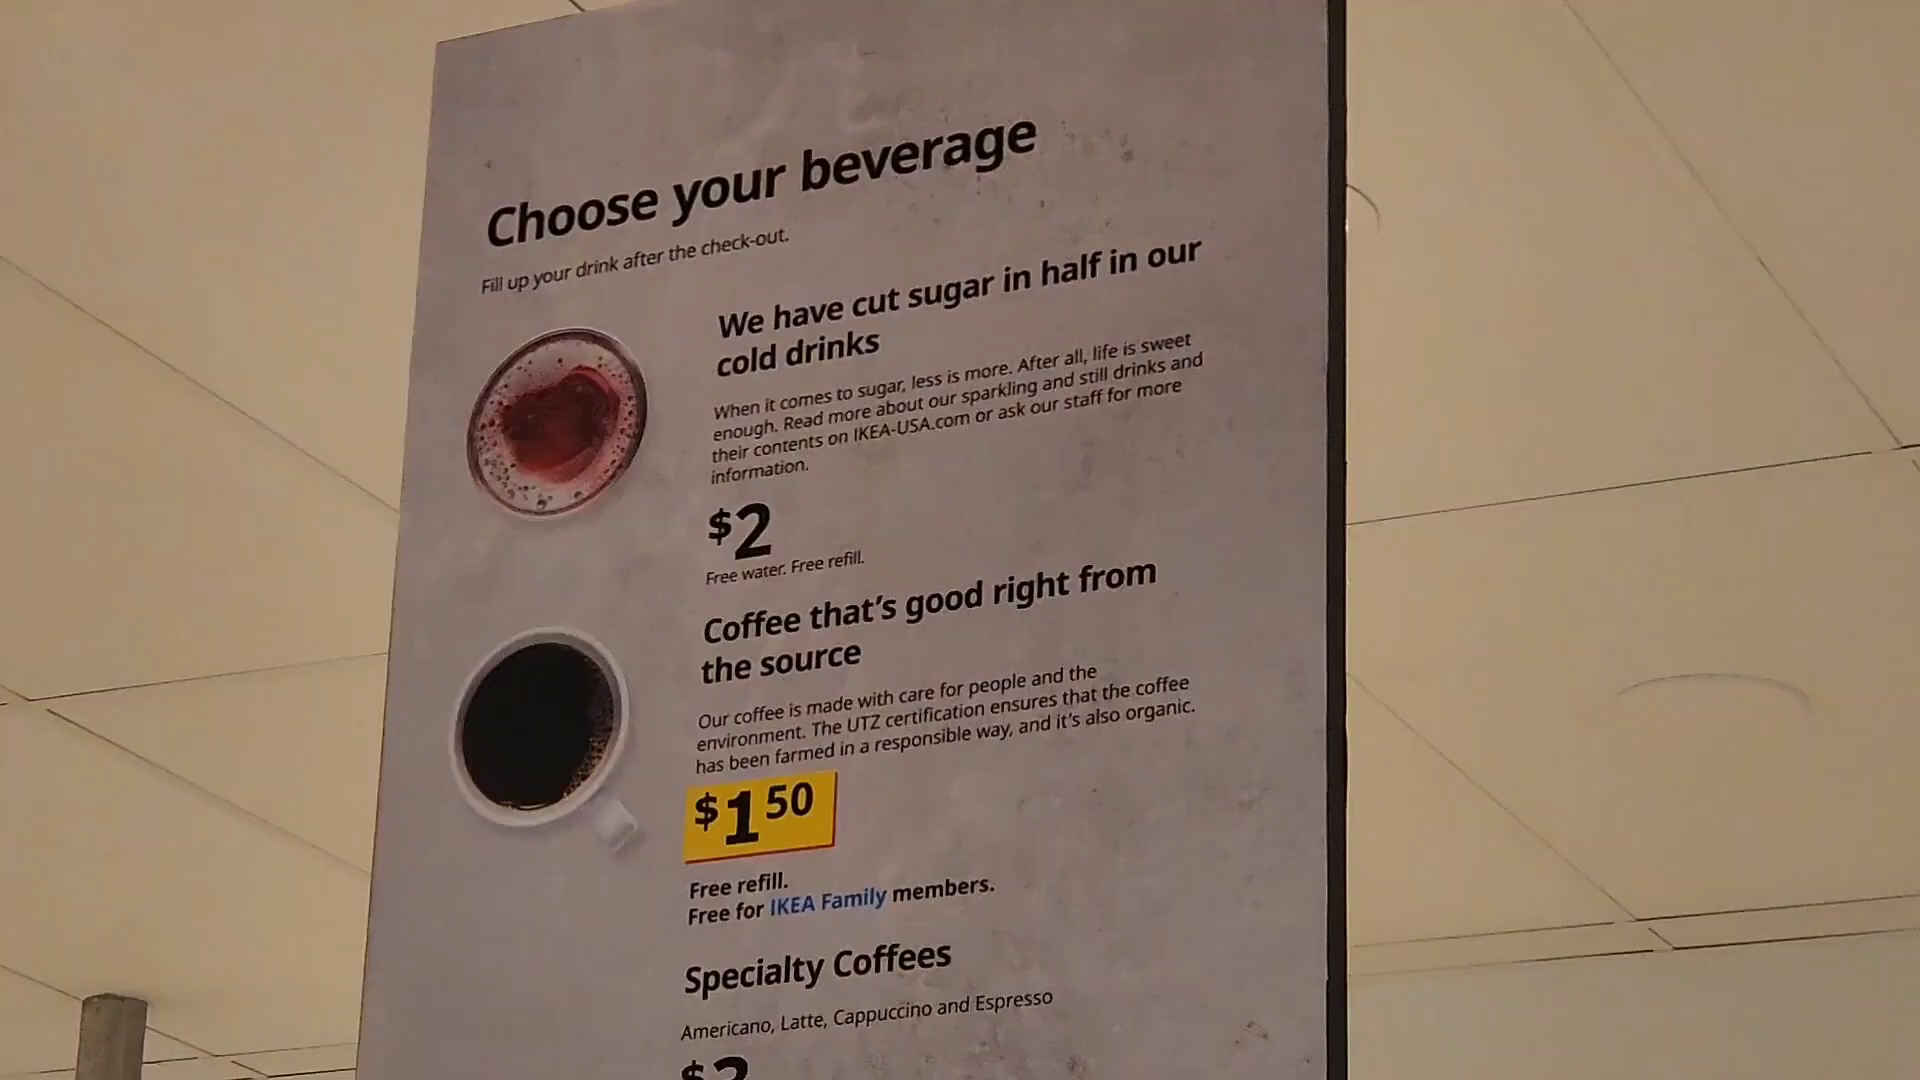 Choose your beverage
Fill up your drink after the check-out.
We have cut sugar in half in our
cold drinks
When it comes to sugar, less is more. After all, life is sweet
enough. Read more about our sparkling and still drinks and
their contents on IKEA-USA.com or ask our staff for more
information.
$2
Free water. Free refill.
Coffee that's good right from
the source
Our coffee is made with care for people and the
environment. The UTZ certification ensures that the coffee
has been farmed in a responsible way, and it's also organic.
$1 50
Free refill.
Free for IKEA Family members.
Specialty Coffees
Americano, Latte, Cappuccino and Espresso